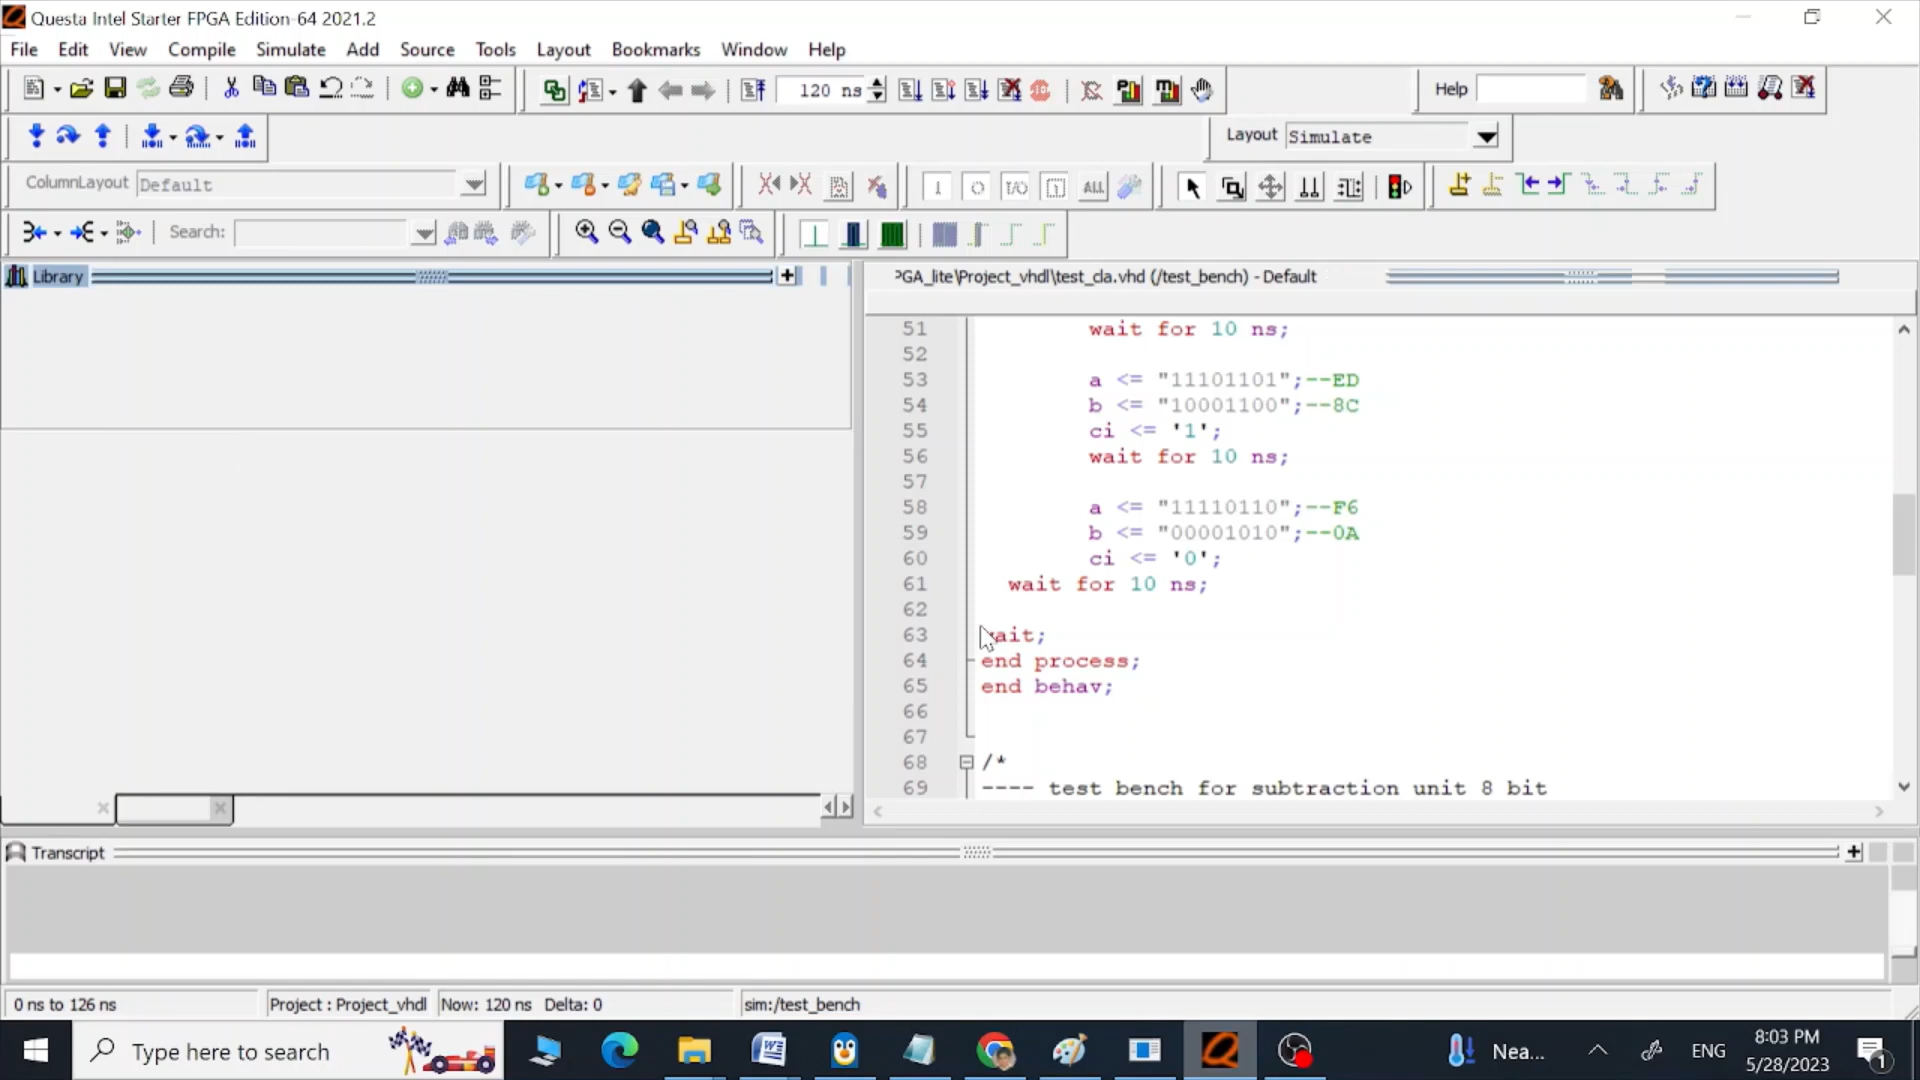 Questa Intel Starter FPGA Edition-64 2021.2
File Edit View Compile Simulate Add Source Tools Layout Bookmarks Window Help
120 ns
Help
Layout Simulate
ColumnLayout Default
ALL
Search:
Library
PGA_lite\Project_vhdl\test_cla.vhd (/test_bench) - Default
51 wait for 10 ns;
52
53 a <= "11101101";--ED
54 b <= "10001100";--8C
55 ci <= '1';
56 wait for 10 ns;
57
58 a <= "11110110";--F6
59 b <= "00001010";--0A
60 ci <= '0';
61 wait for 10 ns;
62
63 wait;
64 end process;
65 end behav;
66
67
68 /*
69 ---- test bench for subtraction unit 8 bit
Transcript
0 ns to 126 ns Project : Project_vhdl Now: 120 ns Delta: 0 sim:/test_bench
Type here to search
Nea...
ENG
8:03 PM
5/28/2023
1